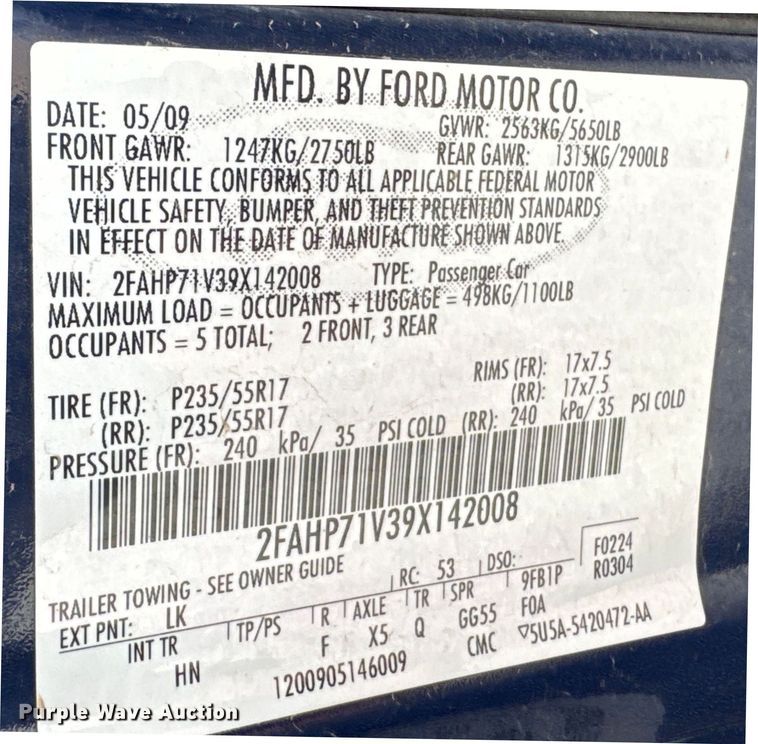 MFD. BY FORD MOTOR CO.
DATE: 05/09 GVWR: 2563KG/5650LB
FRONT GAWR: 1247KG/2750LB REAR GAWR: 1315KG/2900LB
THIS VEHICLE CONFORMS TO ALL APPLICABLE FEDERAL MOTOR
VEHICLE SAFETY, BUMPER, AND THEFT PREVENTION STANDARDS
IN EFFECT ON THE DATE OF MANUFACTURE SHOWN ABOVE.
VIN: 2FAHP71V39X142008 TYPE: Passenger Car
MAXIMUM LOAD = OCCUPANTS + LUGGAGE = 498KG/1100LB
OCCUPANTS = 5 TOTAL; 2 FRONT, 3 REAR
TIRE (FR): P235/55R17 RIMS (FR): 17x7.5
(RR): P235/55R17 (RR): 17x7.5
PRESSURE (FR): 240 kPa/ 35 PSI COLD (RR): 240 kPa/ 35 PSI COLD
2FAHP71V39X142008
TRAILER TOWING - SEE OWNER GUIDE
EXT PNT: LK RC: 53 DSO: F0224
INT TR TP/PS R AXLE TR SPR 9FB1P R0304
HN F X5 Q GG55 FOA
1200905146009 CMC ▽5U5A-5420472-AA
Purple Wave Auction